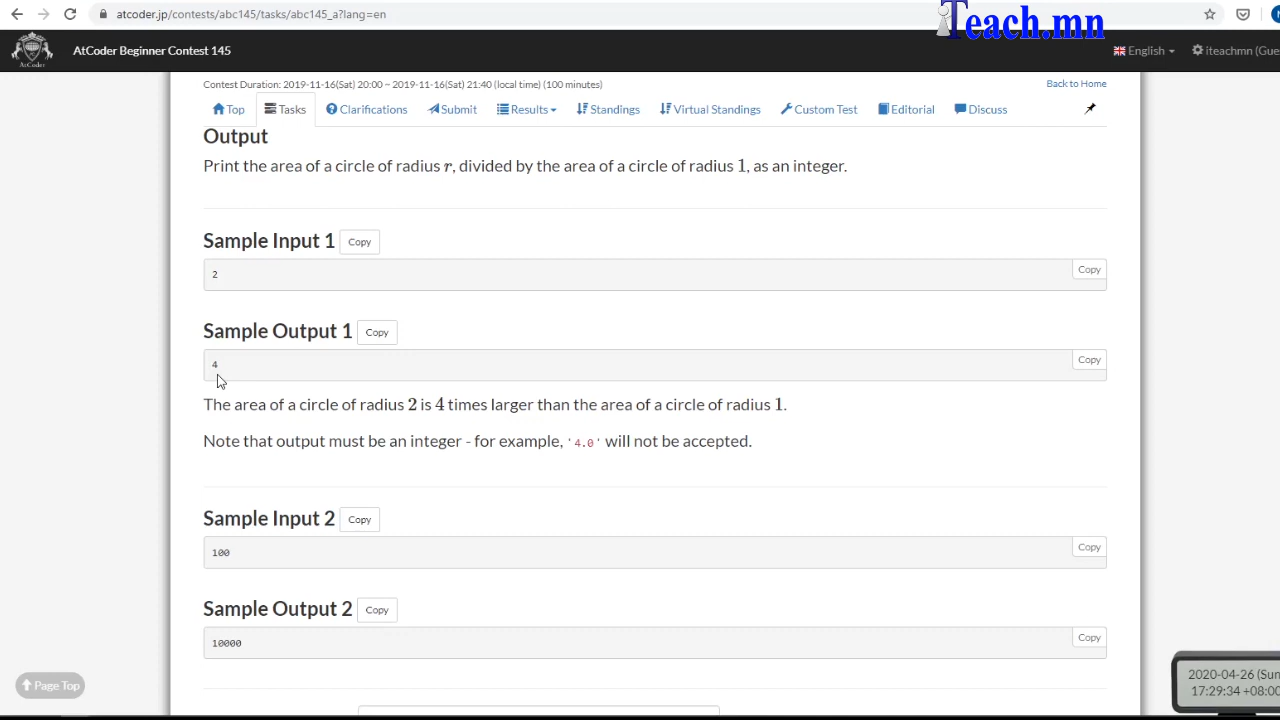 atcoder.jp/contests/abc145/tasks/abc145_a?lang=en
Teach.mn
AtCoder
AtCoder Beginner Contest 145
English
iteachmn (Gue
Contest Duration: 2019-11-16(Sat) 20:00 ~ 2019-11-16(Sat) 21:40 (local time) (100 minutes)
Back to Home
Top Tasks Clarifications Submit Results Standings Virtual Standings Custom Test Editorial Discuss
Output
Print the area of a circle of radius r, divided by the area of a circle of radius 1, as an integer.
Sample Input 1 Copy
Copy
2
Sample Output 1 Copy
Copy
4
The area of a circle of radius 2 is 4 times larger than the area of a circle of radius 1.
Note that output must be an integer - for example, '4.0' will not be accepted.
Sample Input 2 Copy
Copy
100
Sample Output 2 Copy
Copy
10000
Page Top
2020-04-26 (Sun
17:29:34 +08:00